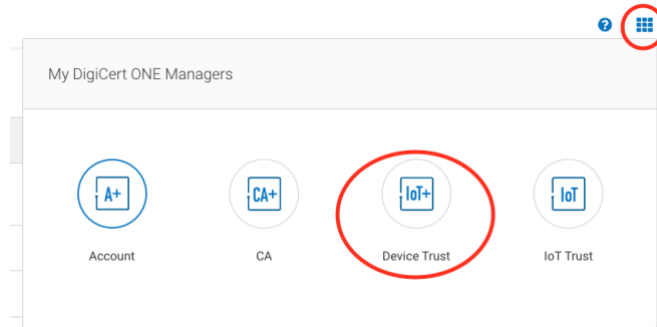 ?
My DigiCert ONE Managers
A+ CA+ IoT+ IoT
Account CA Device Trust IoT Trust